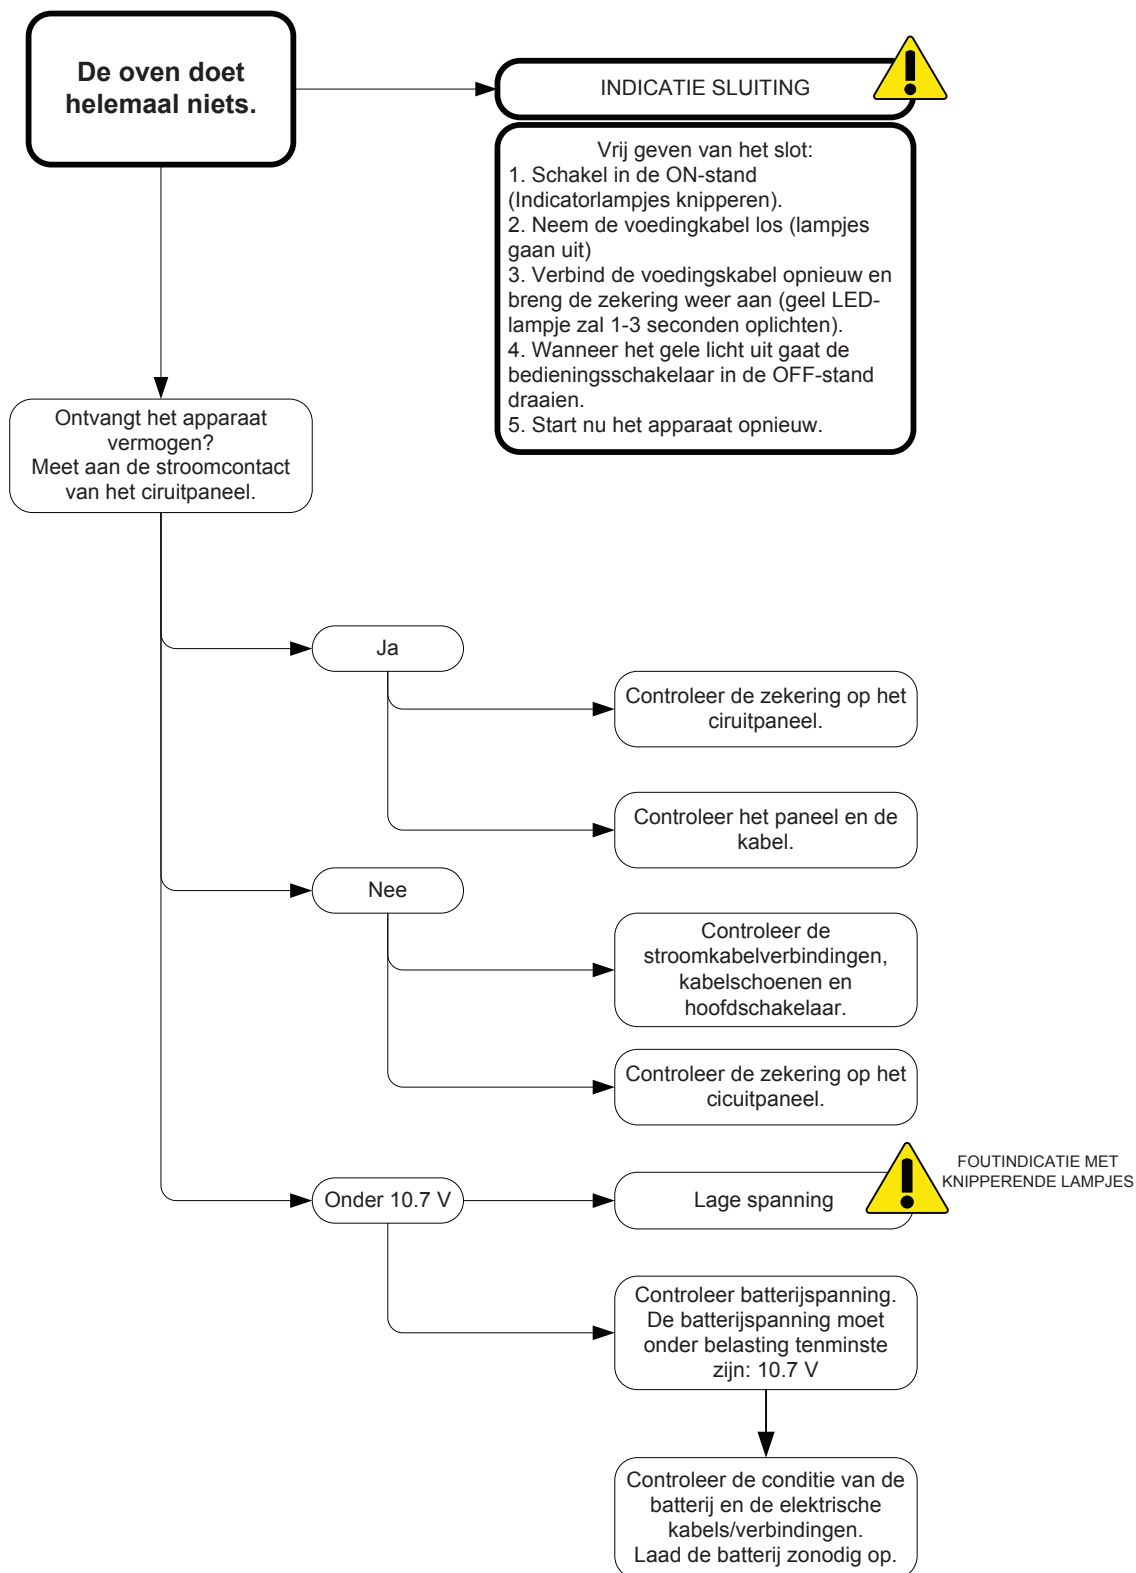 De oven doet
helemaal niets.
INDICATIE SLUITING
Vrij geven van het slot:
1. Schakel in de ON-stand
(Indicatorlampjes knipperen).
2. Neem de voedingkabel los (lampjes
gaan uit)
3. Verbind de voedingskabel opnieuw en
breng de zekering weer aan (geel LED-
lampje zal 1-3 seconden oplichten).
4. Wanneer het gele licht uit gaat de
bedieningsschakelaar in de OFF-stand
draaien.
5. Start nu het apparaat opnieuw.
Ontvangt het apparaat
vermogen?
Meet aan de stroomcontact
van het ciruitpaneel.
Ja
Controleer de zekering op het
ciruitpaneel.
Controleer het paneel en de
kabel.
Nee
Controleer de
stroomkabelverbindingen,
kabelschoenen en
hoofdschakelaar.
Controleer de zekering op het
cicuitpaneel.
Onder 10.7 V
Lage spanning
FOUTINDICATIE MET
KNIPPERENDE LAMPJES
Controleer batterijspanning.
De batterijspanning moet
onder belasting tenminste
zijn: 10.7 V
Controleer de conditie van de
batterij en de elektrische
kabels/verbindingen.
Laad de batterij zonodig op.